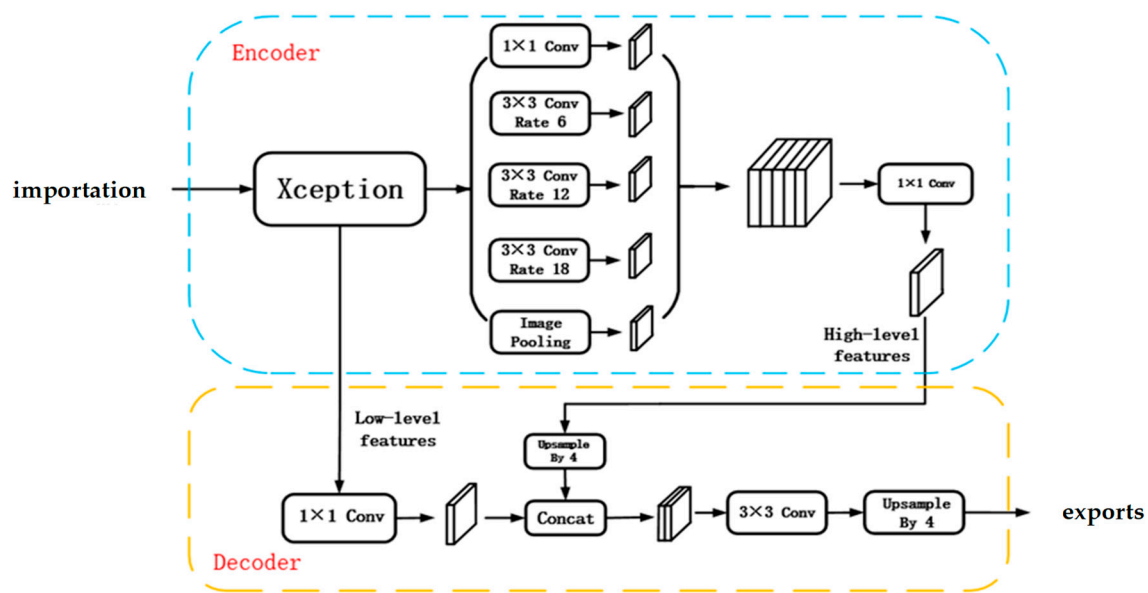 Encoder
1×1 Conv
3×3 Conv
Rate 6
importation
Xception
3×3 Conv
Rate 12
1×1 Conv
3×3 Conv
Rate 18
Image
Pooling
High-level
features
Low-level
features
Upsample
By 4
1×1 Conv
Concat
3×3 Conv
Upsample
By 4
exports
Decoder